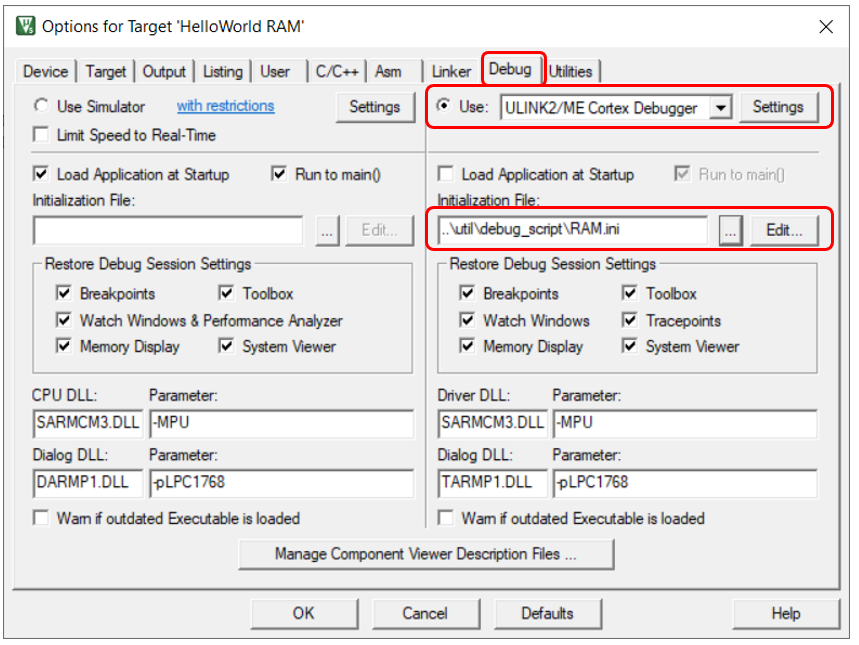 Options for Target 'HelloWorld RAM'
Device Target Output Listing User C/C++ Asm Linker Debug Utilities
Use Simulator with restrictions Settings
Limit Speed to Real-Time
Load Application at Startup Run to main()
Initialization File:
... Edit...
Restore Debug Session Settings
Breakpoints Toolbox
Watch Windows & Performance Analyzer
Memory Display System Viewer
CPU DLL: Parameter:
SARMCM3.DLL -MPU
Dialog DLL: Parameter:
DARMP1.DLL -pLPC1768
Warn if outdated Executable is loaded
Use: ULINK2/ME Cortex Debugger Settings
Load Application at Startup Run to main()
Initialization File:
..\util\debug_script\RAM.ini ... Edit...
Restore Debug Session Settings
Breakpoints Toolbox
Watch Windows Tracepoints
Memory Display System Viewer
Driver DLL: Parameter:
SARMCM3.DLL -MPU
Dialog DLL: Parameter:
TARMP1.DLL -pLPC1768
Warn if outdated Executable is loaded
Manage Component Viewer Description Files ...
OK Cancel Defaults Help